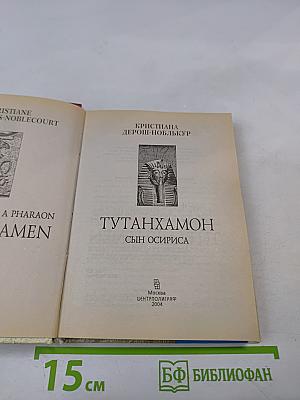 RISTIANE
S-NOBLECOURT
A PHARAON
AMEN
КРИСТИАНА
ДЕРОШ-НОБЛЬКУР
ТУТАНХАМОН
СЫН ОСИРИСА
Москва
ЦЕНТРПОЛИГРАФ
2004
15 СМ
БФ БИБЛИОФАН